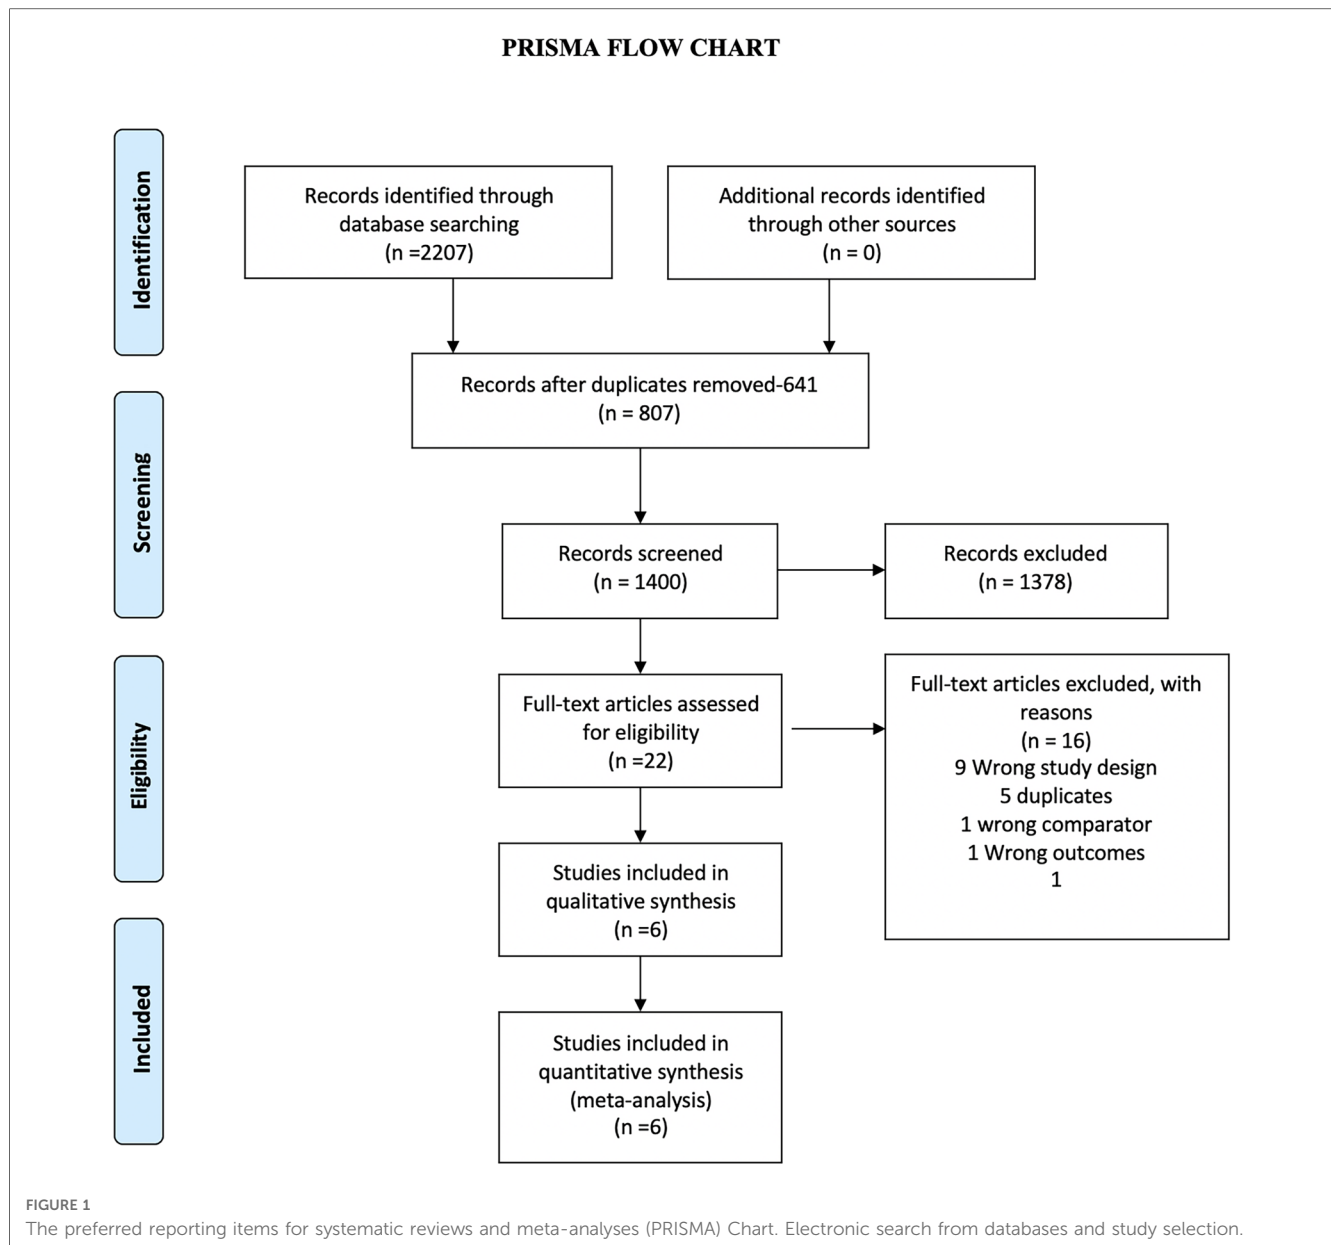 PRISMA FLOW CHART
Identification
Records identified through
database searching
(n =2207)
Additional records identified
through other sources
(n = 0)
Records after duplicates removed-641
(n = 807)
Screening
Records screened
(n = 1400)
Records excluded
(n = 1378)
Eligibility
Full-text articles assessed
for eligibility
(n =22)
Full-text articles excluded, with
reasons
(n = 16)
9 Wrong study design
5 duplicates
1 wrong comparator
1 Wrong outcomes
1
Studies included in
qualitative synthesis
(n =6)
Included
Studies included in
quantitative synthesis
(meta-analysis)
(n =6)
FIGURE 1
The preferred reporting items for systematic reviews and meta-analyses (PRISMA) Chart. Electronic search from databases and study selection.